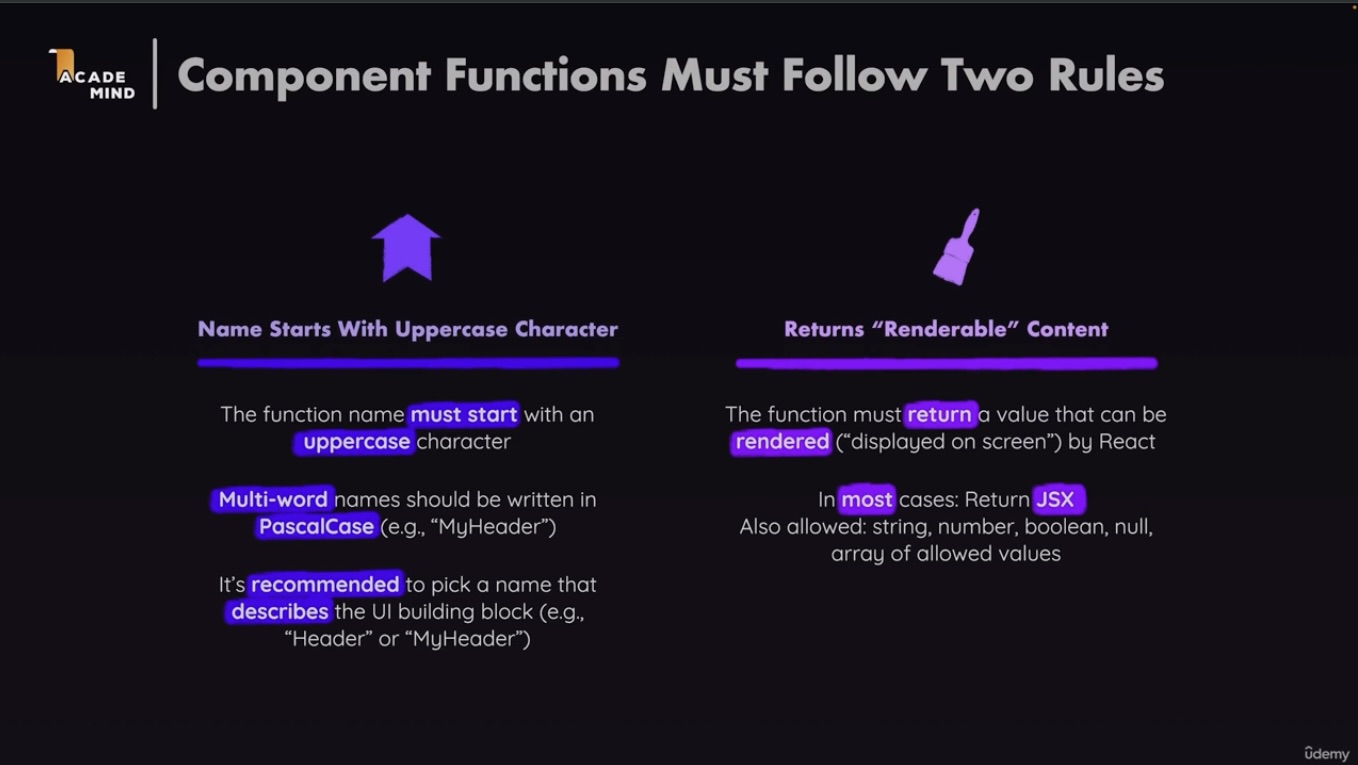 ACADE
MIND
Component Functions Must Follow Two Rules
Name Starts With Uppercase Character
The function name must start with an
uppercase character
Multi-word names should be written in
PascalCase (e.g., “MyHeader”)
It’s recommended to pick a name that
describes the UI building block (e.g.,
“Header” or “MyHeader”)
Returns “Renderable” Content
The function must return a value that can be
rendered (“displayed on screen”) by React
In most cases: Return JSX
Also allowed: string, number, boolean, null,
array of allowed values
ûdemy